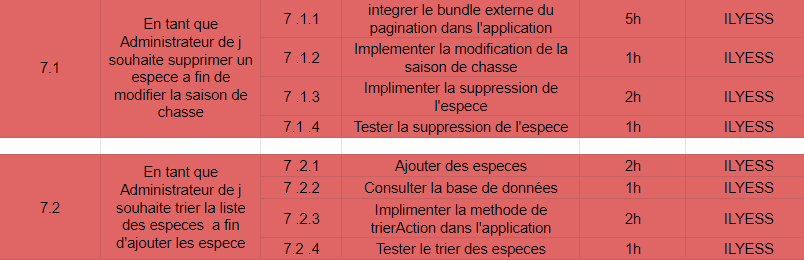 7.1
En tant que
Administrateur de j
souhaite supprimer un
espece a fin de
modifier la saison de
chasse
7 .1.1
integrer le bundle externe du
pagination dans l'application
5h
ILYESS
7 .1.2
Implementer la modification de la
saison de chasse
1h
ILYESS
7 .1.3
Implimenter la suppression de
l'espece
2h
ILYESS
7.1 .4
Tester la suppression de l'espece
1h
ILYESS
7.2
En tant que
Administrateur de j
souhaite trier la liste
des especes a fin
d'ajouter les espece
7 .2.1
Ajouter des especes
2h
ILYESS
7 .2.2
Consulter la base de données
1h
ILYESS
7 .2.3
Implimenter la methode de
trierAction dans l'application
2h
ILYESS
7.2 .4
Tester le trier des especes
1h
ILYESS